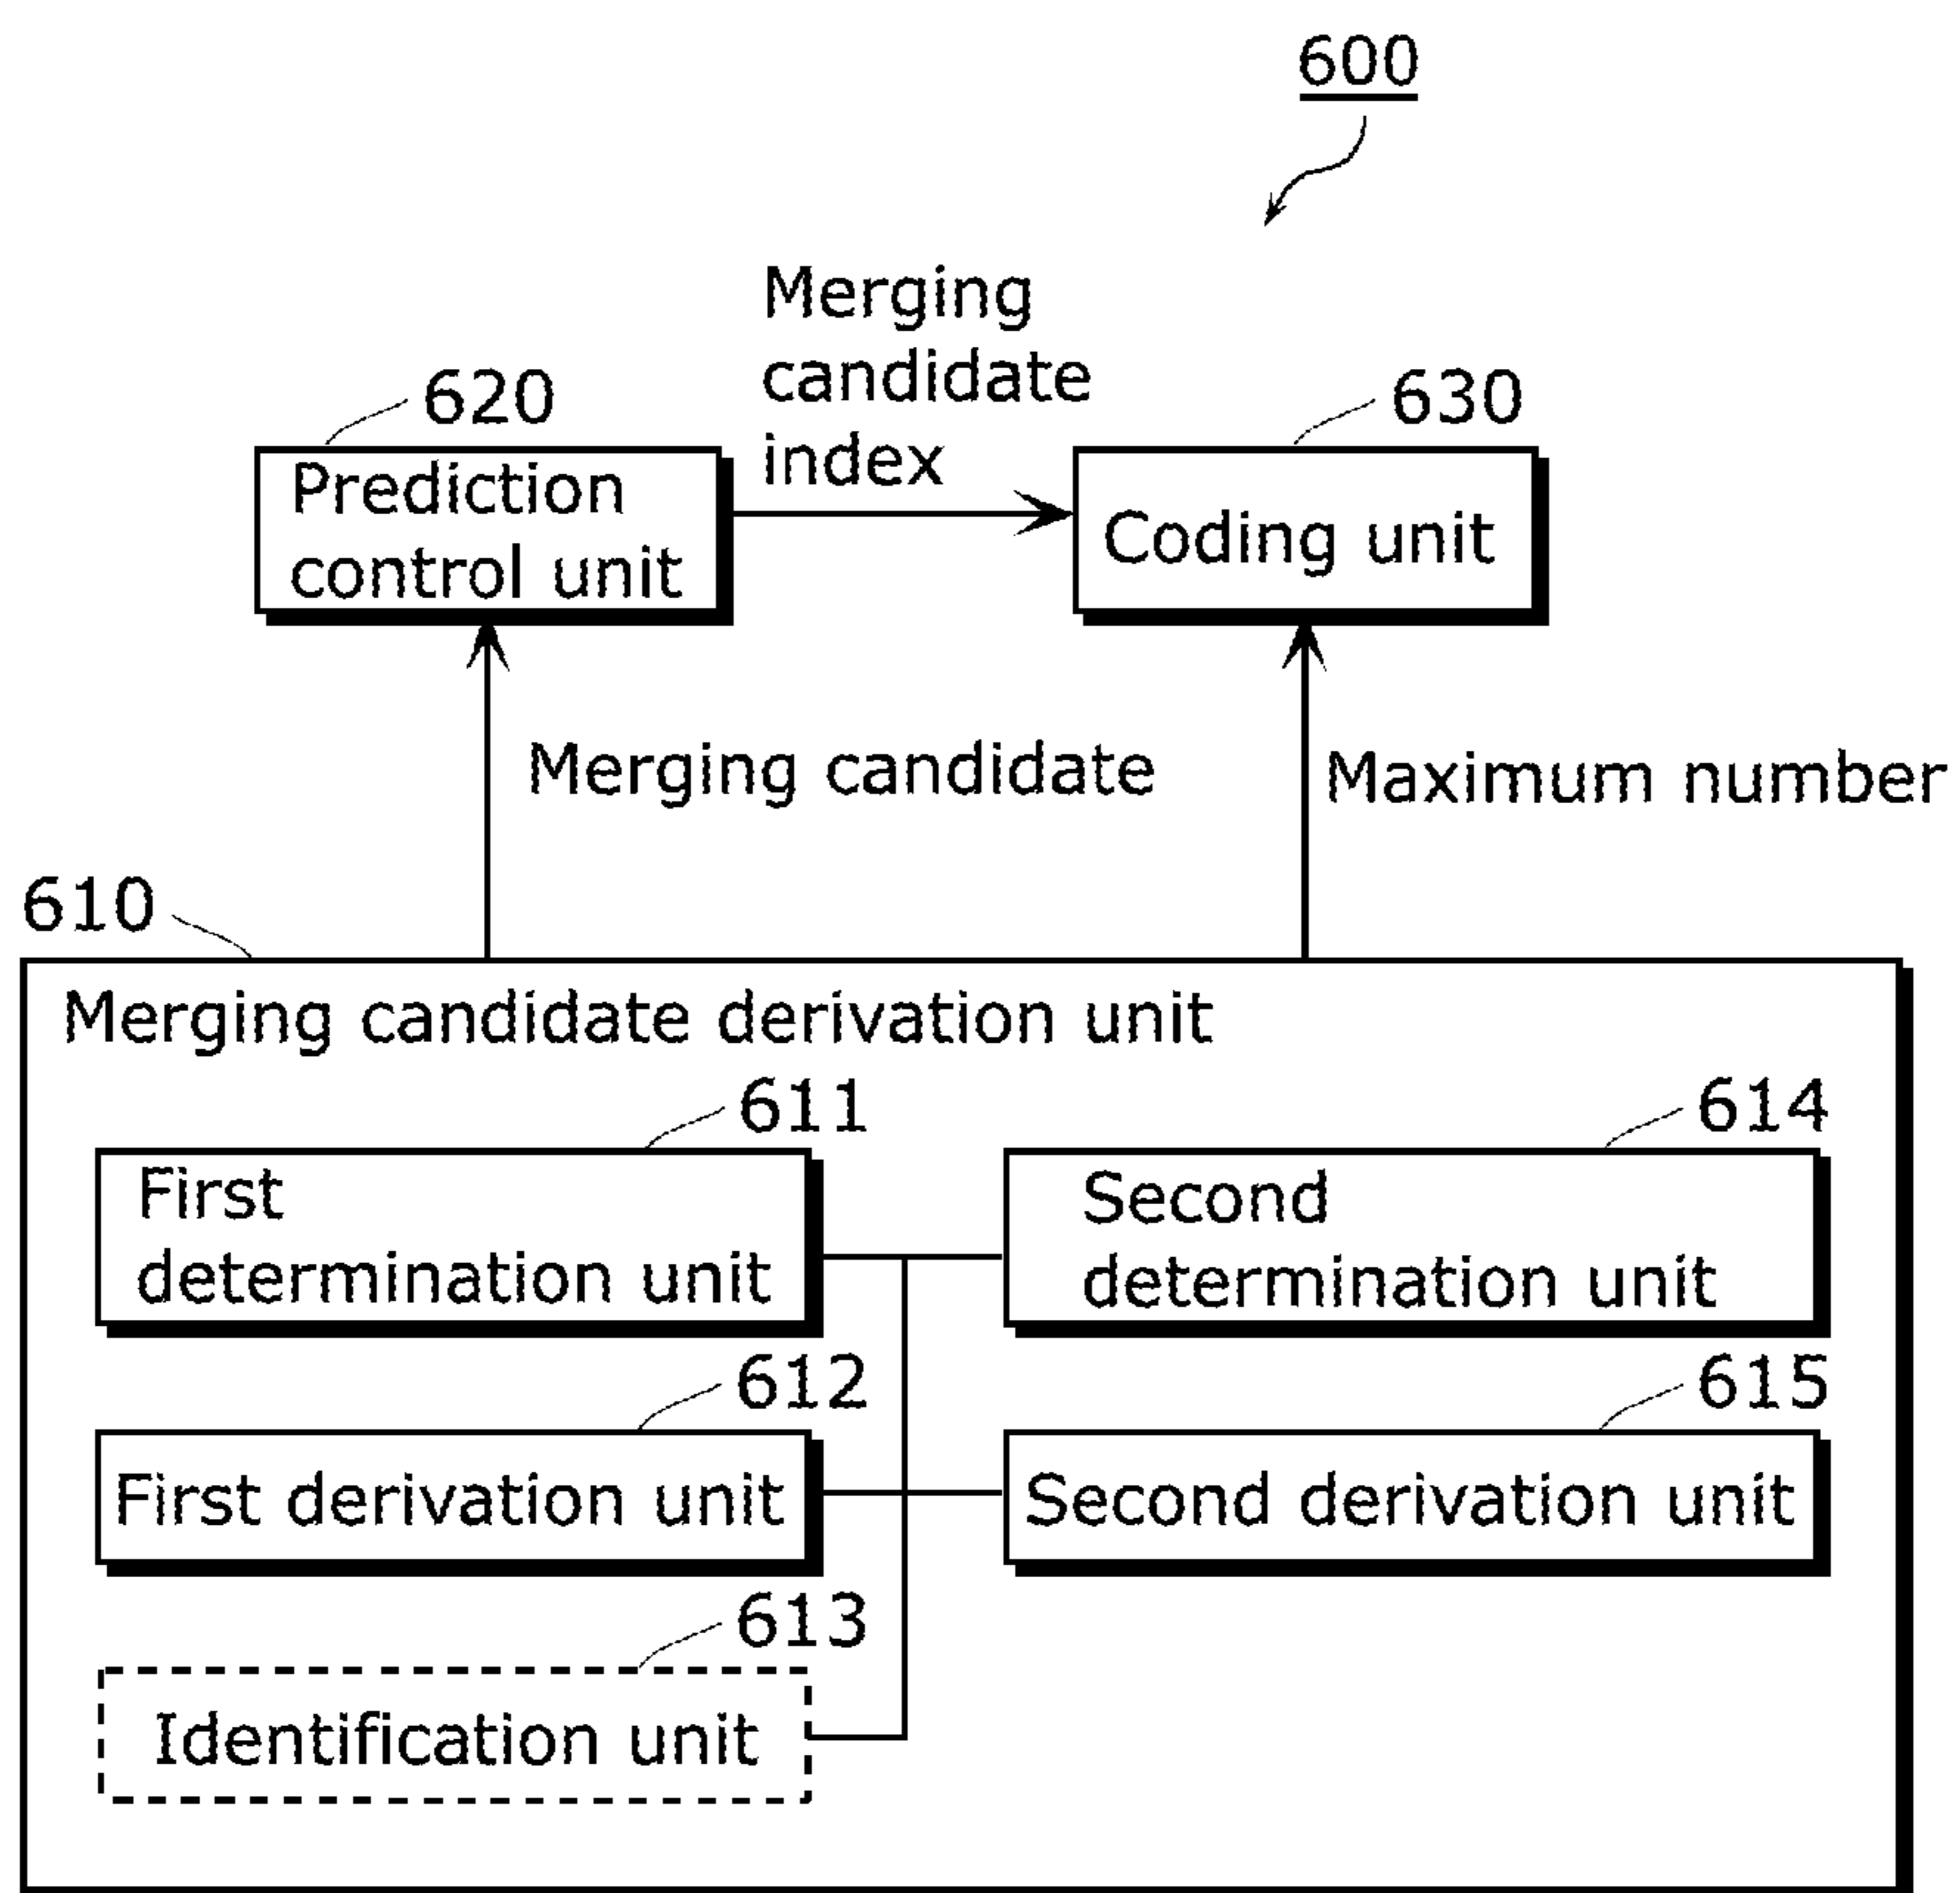 600
Merging
candidate
index
620
630
Prediction
control unit
Coding unit
Merging candidate
Maximum number
610
Merging candidate derivation unit
611
614
First
determination unit
Second
determination unit
612
615
First derivation unit
Second derivation unit
613
Identification unit